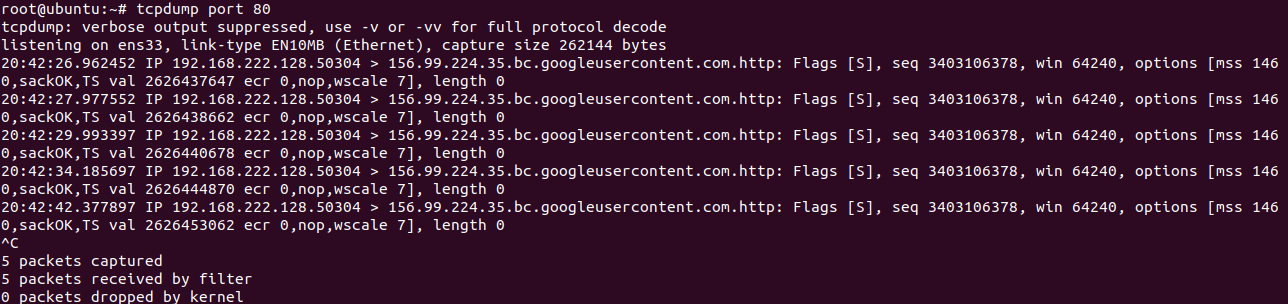 root@ubuntu:~# tcpdump port 80
tcpdump: verbose output suppressed, use -v or -vv for full protocol decode
listening on ens33, link-type EN10MB (Ethernet), capture size 262144 bytes
20:42:26.962452 IP 192.168.222.128.50304 > 156.99.224.35.bc.googleusercontent.com.http: Flags [S], seq 3403106378, win 64240, options [mss 146
0,sackOK,TS val 2626437647 ecr 0,nop,wscale 7], length 0
20:42:27.977552 IP 192.168.222.128.50304 > 156.99.224.35.bc.googleusercontent.com.http: Flags [S], seq 3403106378, win 64240, options [mss 146
0,sackOK,TS val 2626438662 ecr 0,nop,wscale 7], length 0
20:42:29.993397 IP 192.168.222.128.50304 > 156.99.224.35.bc.googleusercontent.com.http: Flags [S], seq 3403106378, win 64240, options [mss 146
0,sackOK,TS val 2626440678 ecr 0,nop,wscale 7], length 0
20:42:34.185697 IP 192.168.222.128.50304 > 156.99.224.35.bc.googleusercontent.com.http: Flags [S], seq 3403106378, win 64240, options [mss 146
0,sackOK,TS val 2626444870 ecr 0,nop,wscale 7], length 0
20:42:42.377897 IP 192.168.222.128.50304 > 156.99.224.35.bc.googleusercontent.com.http: Flags [S], seq 3403106378, win 64240, options [mss 146
0,sackOK,TS val 2626453062 ecr 0,nop,wscale 7], length 0
^C
5 packets captured
5 packets received by filter
0 packets dropped by kernel